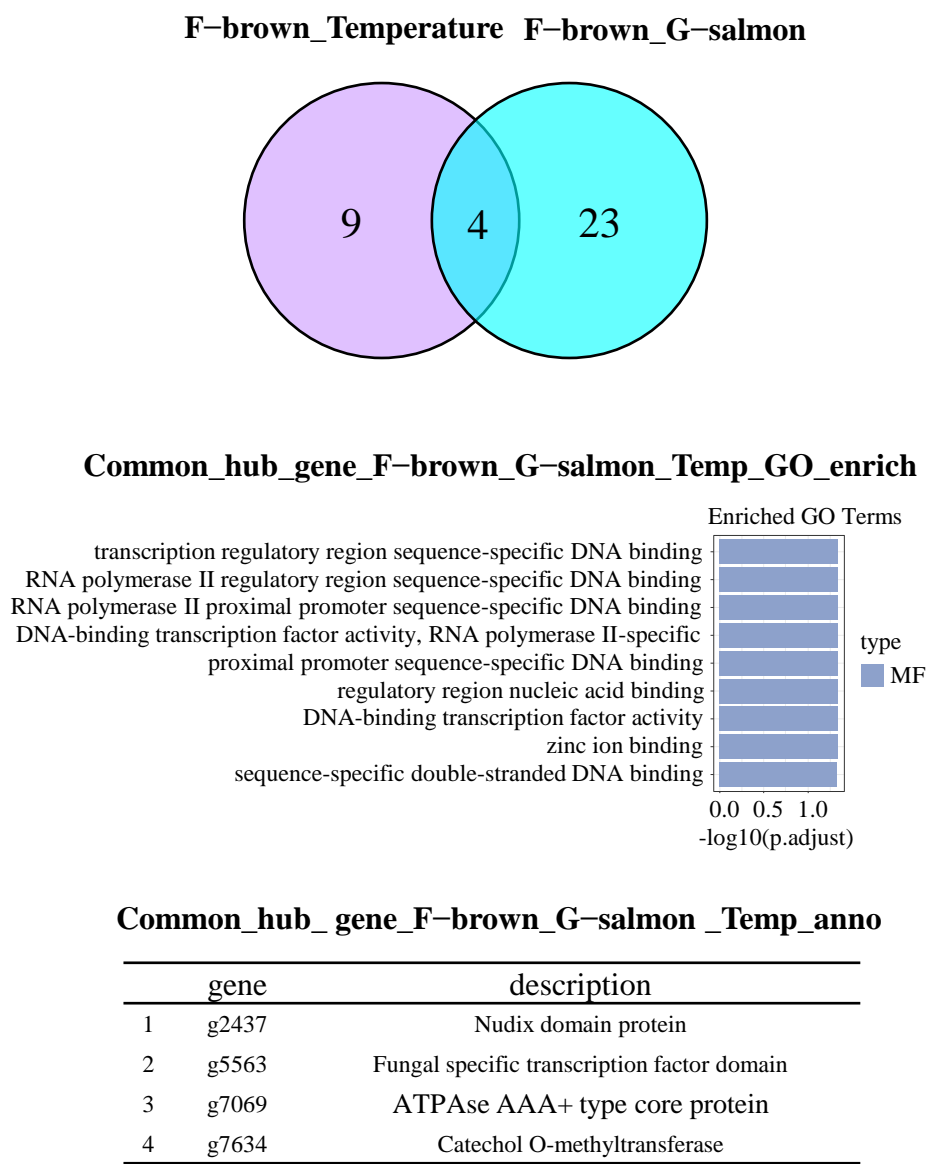 F−brown_Temperature F−brown_G−salmon
9 4 23
Common_hub_gene_F−brown_G−salmon_Temp_GO_enrich
Enriched GO Terms
transcription regulatory region sequence-specific DNA binding
RNA polymerase II regulatory region sequence-specific DNA binding
RNA polymerase II proximal promoter sequence-specific DNA binding
DNA-binding transcription factor activity, RNA polymerase II-specific
proximal promoter sequence-specific DNA binding
regulatory region nucleic acid binding
DNA-binding transcription factor activity
zinc ion binding
sequence-specific double-stranded DNA binding
type
MF
0.0 0.5 1.0
-log10(p.adjust)
Common_hub_ gene_F−brown_G−salmon _Temp_anno
gene description
1 g2437 Nudix domain protein
2 g5563 Fungal specific transcription factor domain
3 g7069 ATPAse AAA+ type core protein
4 g7634 Catechol O-methyltransferase